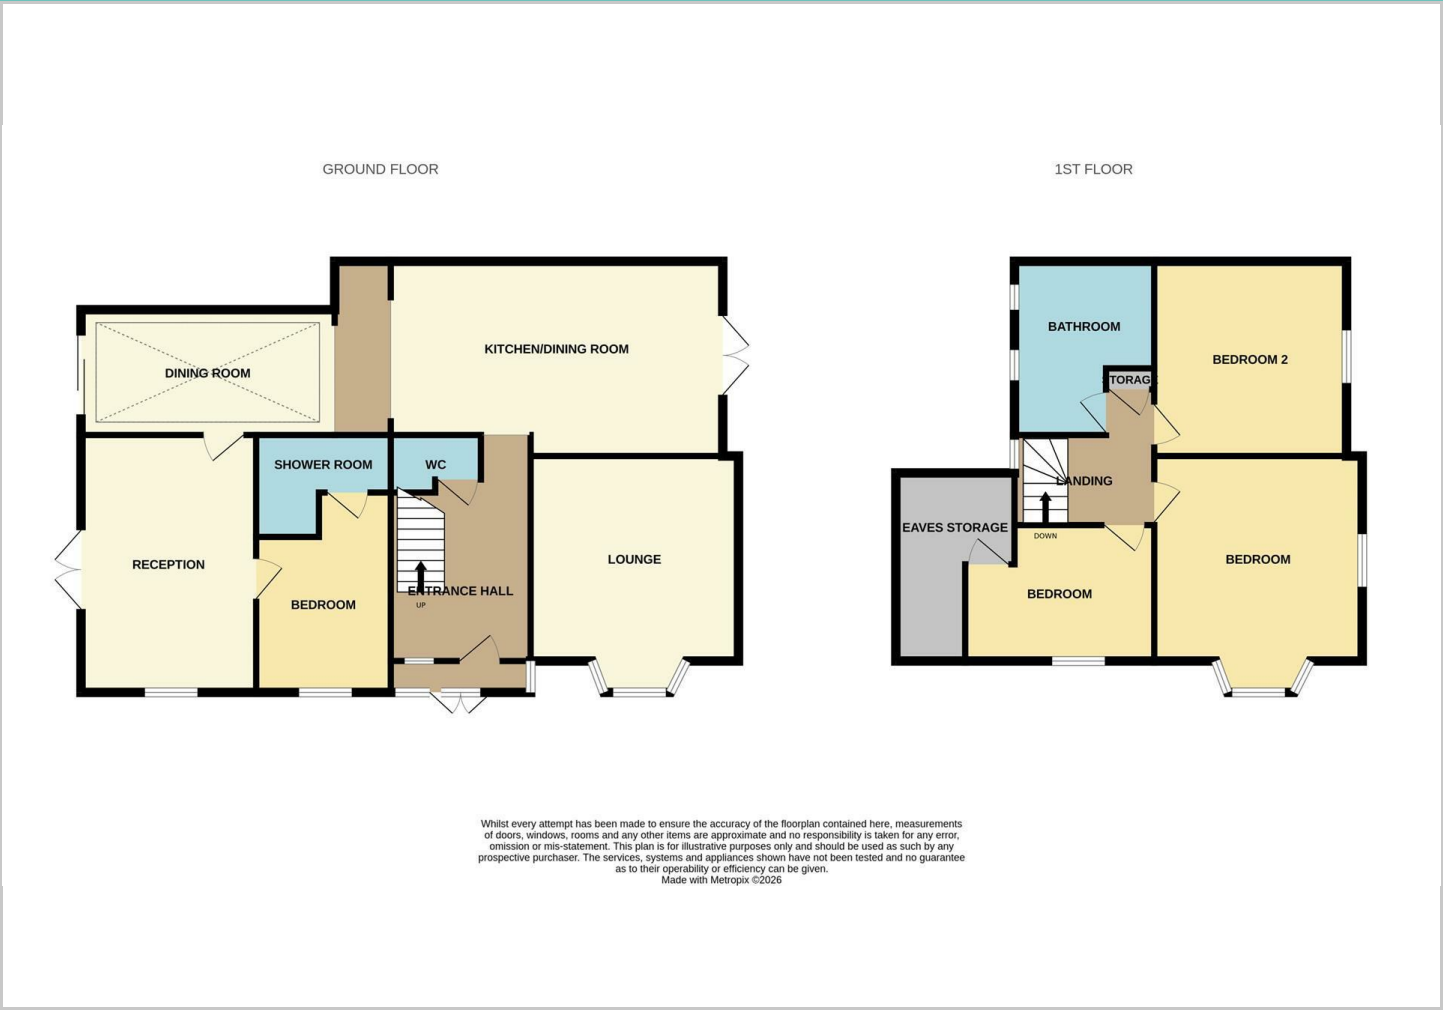 GROUND FLOOR
1ST FLOOR
KITCHEN/DINING ROOM
DINING ROOM
SHOWER ROOM
WC
RECEPTION
BEDROOM
ENTRANCE HALL
UP
LOUNGE
BATHROOM
BEDROOM 2
STORAGE
LANDING
EAVES STORAGE
DOWN
BEDROOM
BEDROOM
Whilst every attempt has been made to ensure the accuracy of the floorplan contained here, measurements
of doors, windows, rooms and any other items are approximate and no responsibility is taken for any error,
omission or mis-statement. This plan is for illustrative purposes only and should be used as such by any
prospective purchaser. The services, systems and appliances shown have not been tested and no guarantee
as to their operability or efficiency can be given.
Made with Metropix ©2026